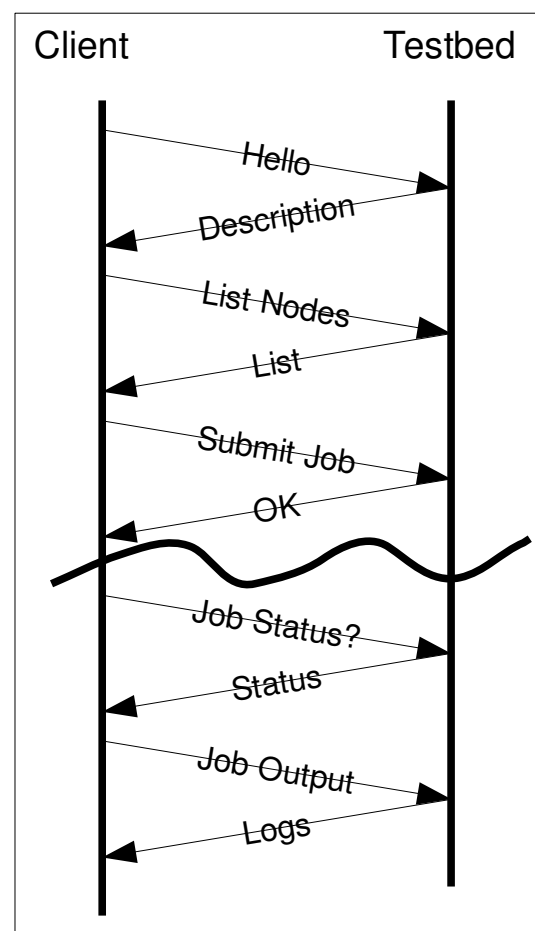 Client
Testbed
Hello
Description
List Nodes
List
Submit Job
OK
Job Status?
Status
Job Output
Logs